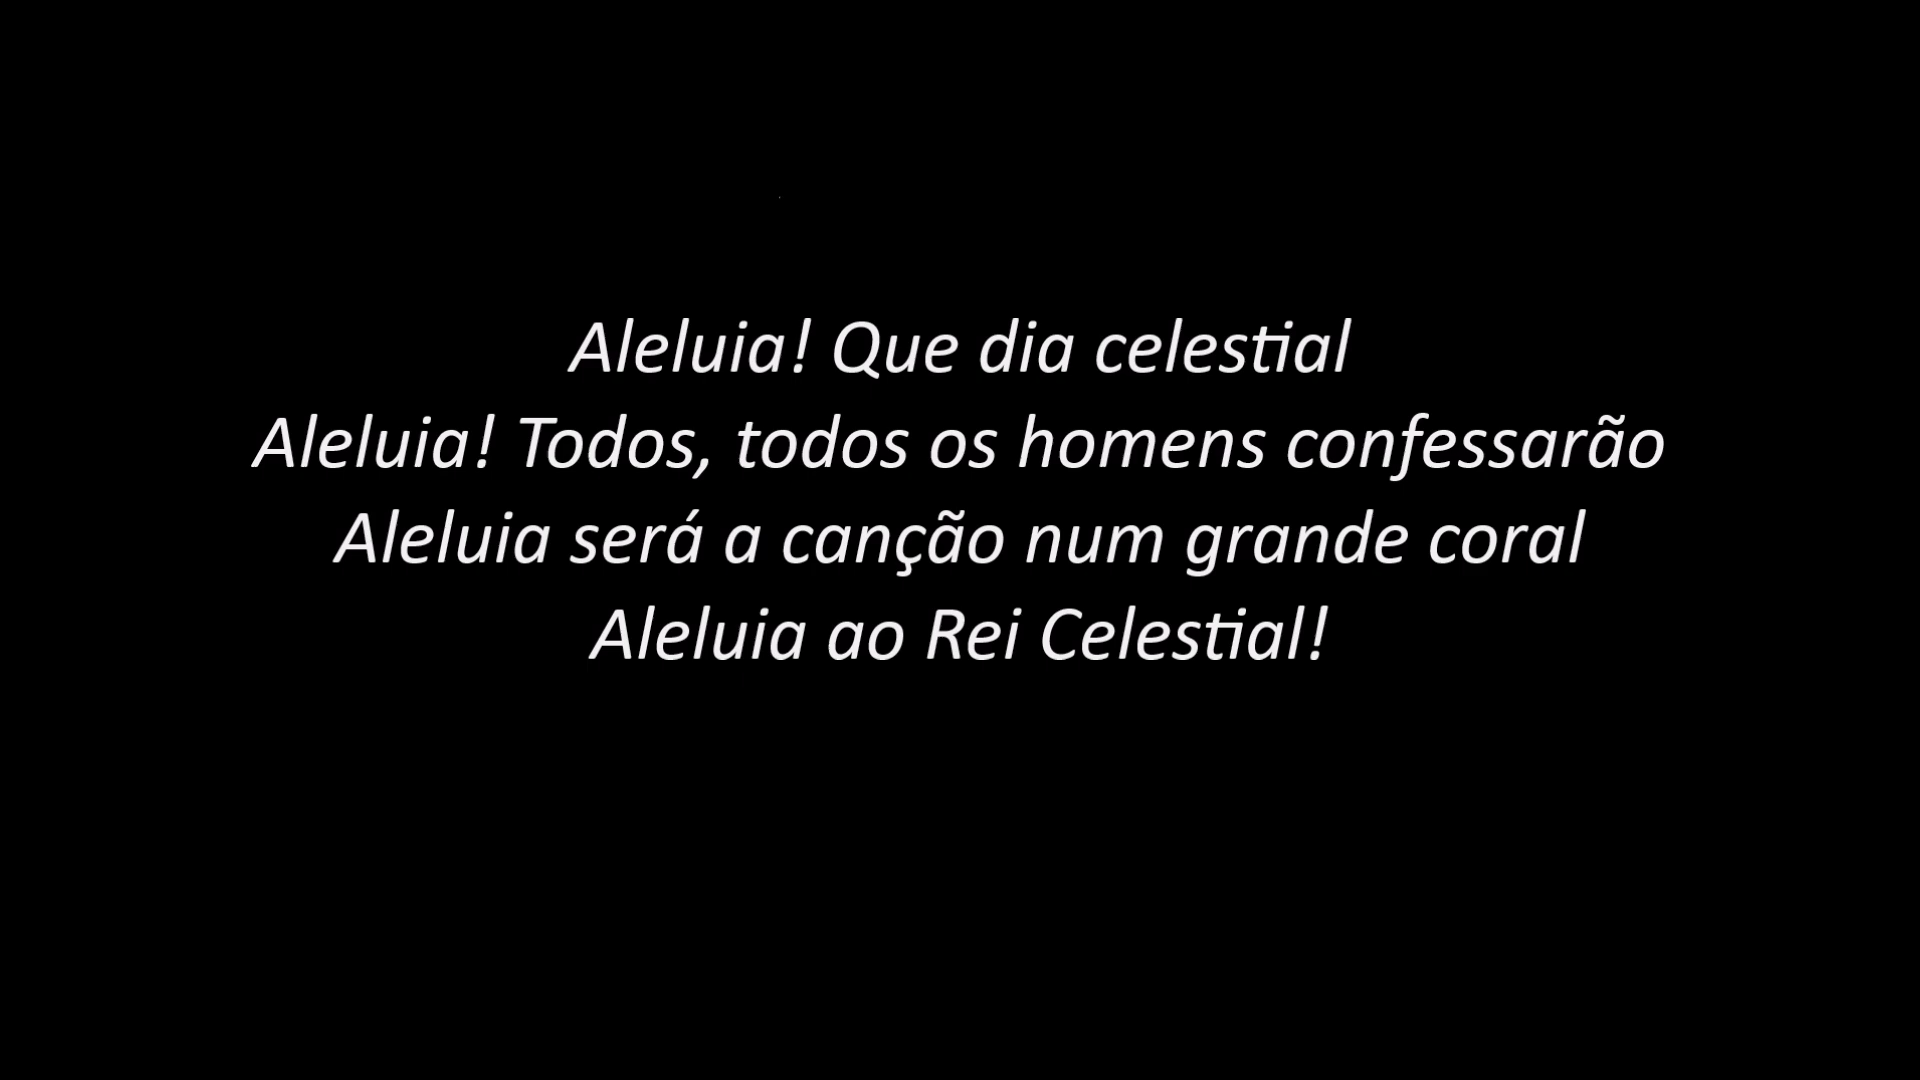 Aleluia! Que dia celestial
Aleluia! Todos, todos os homens confessarão
Aleluia será a canção num grande coral
Aleluia ao Rei Celestial!